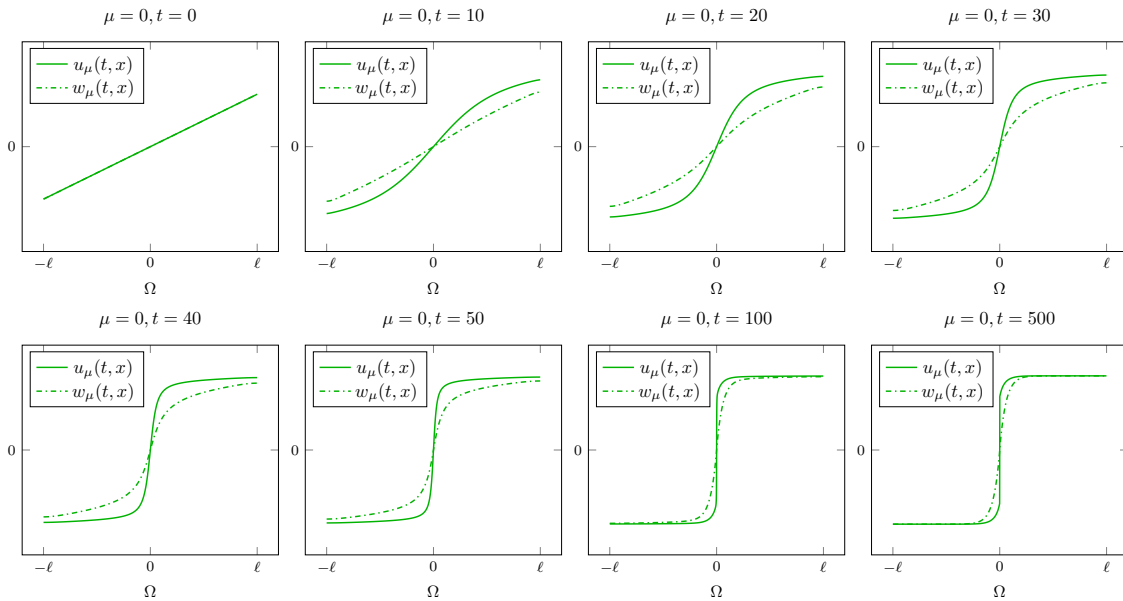 μ = 0, t = 0
u_μ(t, x)
w_μ(t, x)
0
−ℓ 0 ℓ
Ω
μ = 0, t = 10
u_μ(t, x)
w_μ(t, x)
−ℓ 0 ℓ
Ω
μ = 0, t = 20
u_μ(t, x)
w_μ(t, x)
0
−ℓ 0 ℓ
Ω
μ = 0, t = 30
u_μ(t, x)
w_μ(t, x)
0
−ℓ 0 ℓ
Ω
μ = 0, t = 40
u_μ(t, x)
w_μ(t, x)
0
−ℓ 0 ℓ
Ω
μ = 0, t = 50
u_μ(t, x)
w_μ(t, x)
0
−ℓ 0 ℓ
Ω
μ = 0, t = 100
u_μ(t, x)
w_μ(t, x)
0
−ℓ 0 ℓ
Ω
μ = 0, t = 500
u_μ(t, x)
w_μ(t, x)
0
−ℓ 0 ℓ
Ω